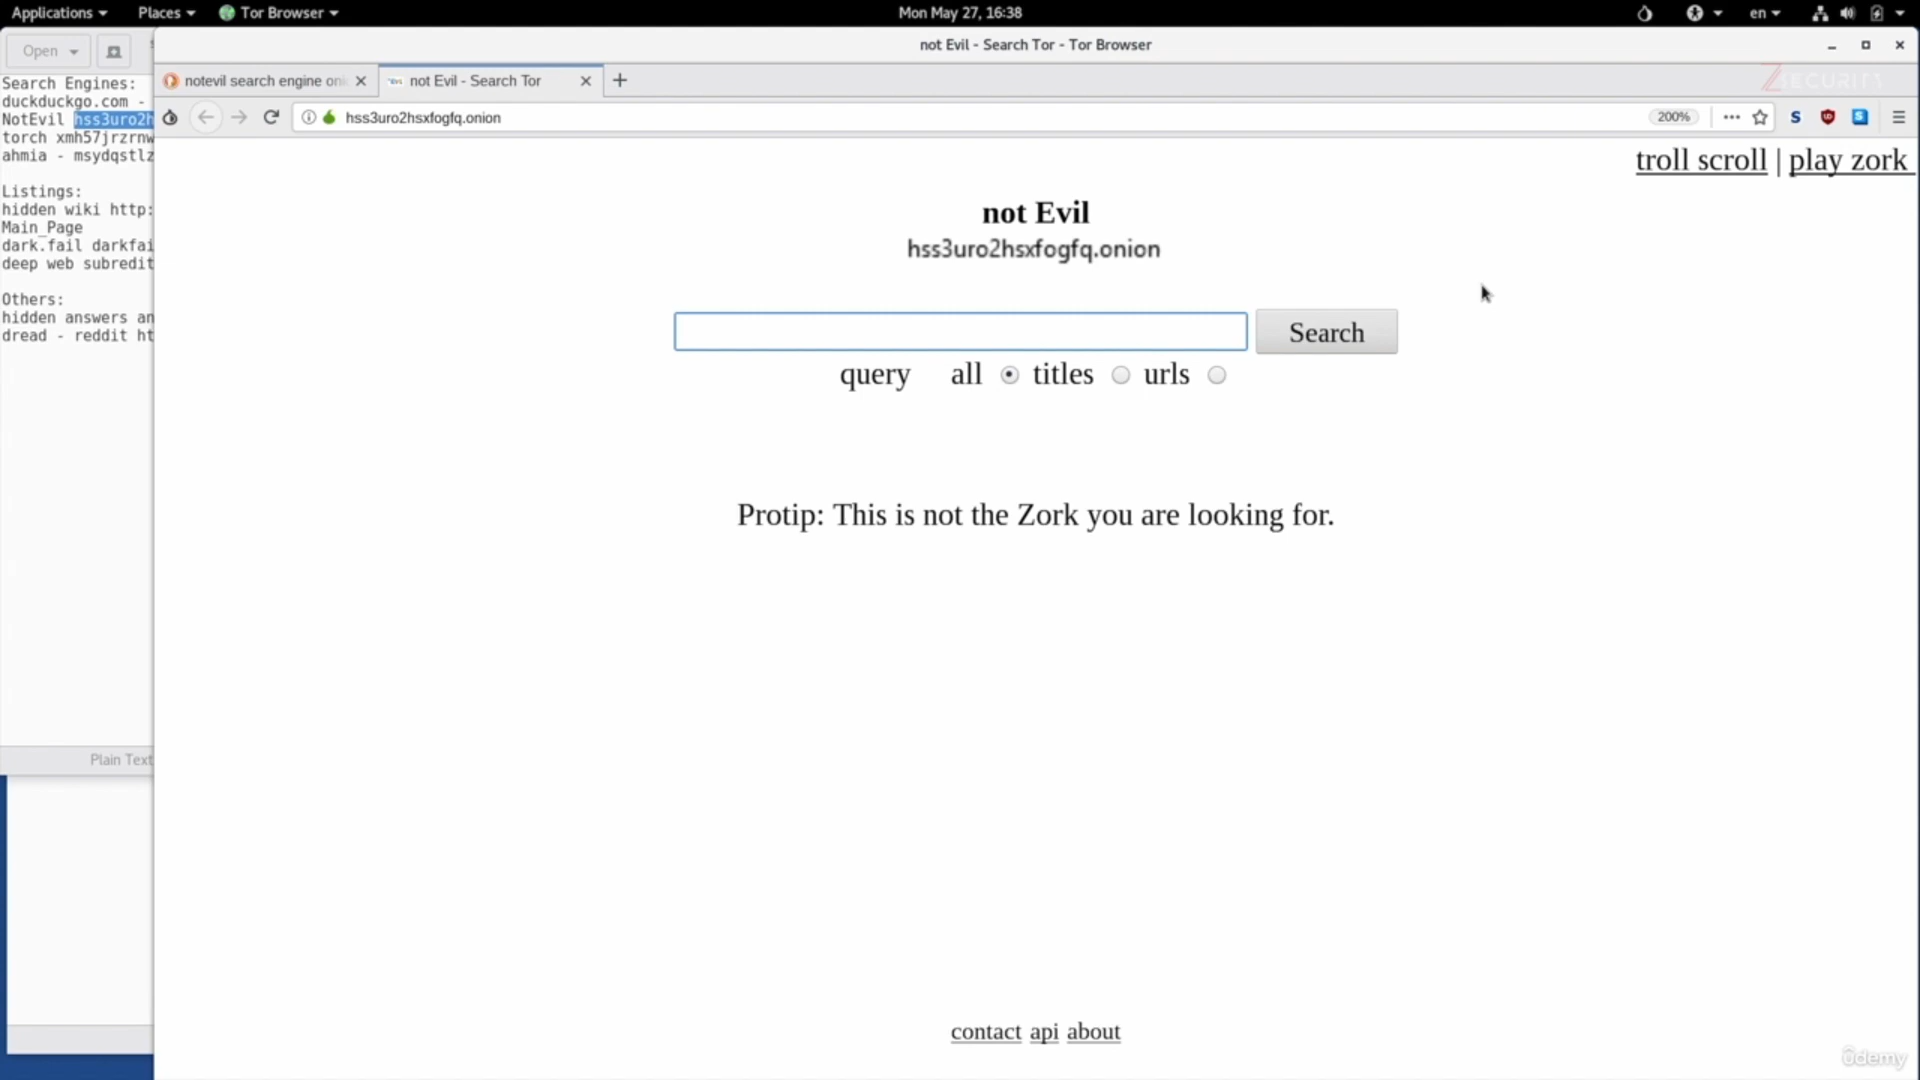 Applications Places Tor Browser Mon May 27, 16:38 en
Open
not Evil - Search Tor - Tor Browser
notevil search engine oni
not Evil - Search Tor
ZSECURITY
hss3uro2hsxfogfq.onion
200%
Search Engines:
duckduckgo.com -
NotEvil hss3uro2h
torch xmh57jrzrnw
ahmia - msydqstlz
Listings:
hidden wiki http:
Main_Page
dark.fail darkfai
deep web subredit
Others:
hidden answers an
dread - reddit ht
Plain Text
troll scroll | play zork
not Evil
hss3uro2hsxfogfq.onion
Search
query all titles urls
Protip: This is not the Zork you are looking for.
contact api about
ûdemy